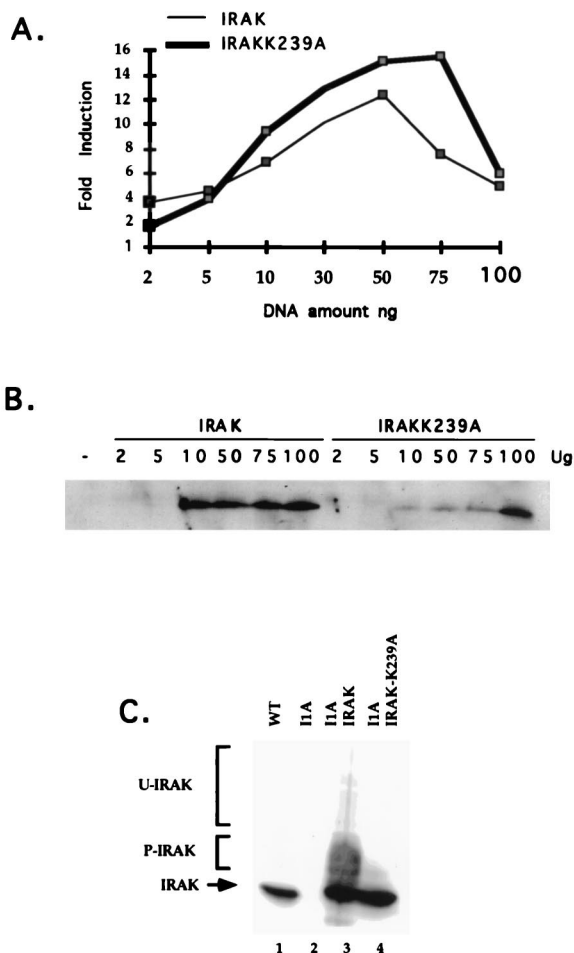 A.
IRAK
IRAKK239A
Fold Induction
16
14
12
10
8
6
4
2
1
2 5 10 30 50 75 100
DNA amount ng
B.
IRAK IRAKK239A
- 2 5 10 50 75 100 2 5 10 50 75 100 Ug
C.
WT
I1A
I1A IRAK
I1A IRAK-K239A
U-IRAK
P-IRAK
IRAK
1 2 3 4